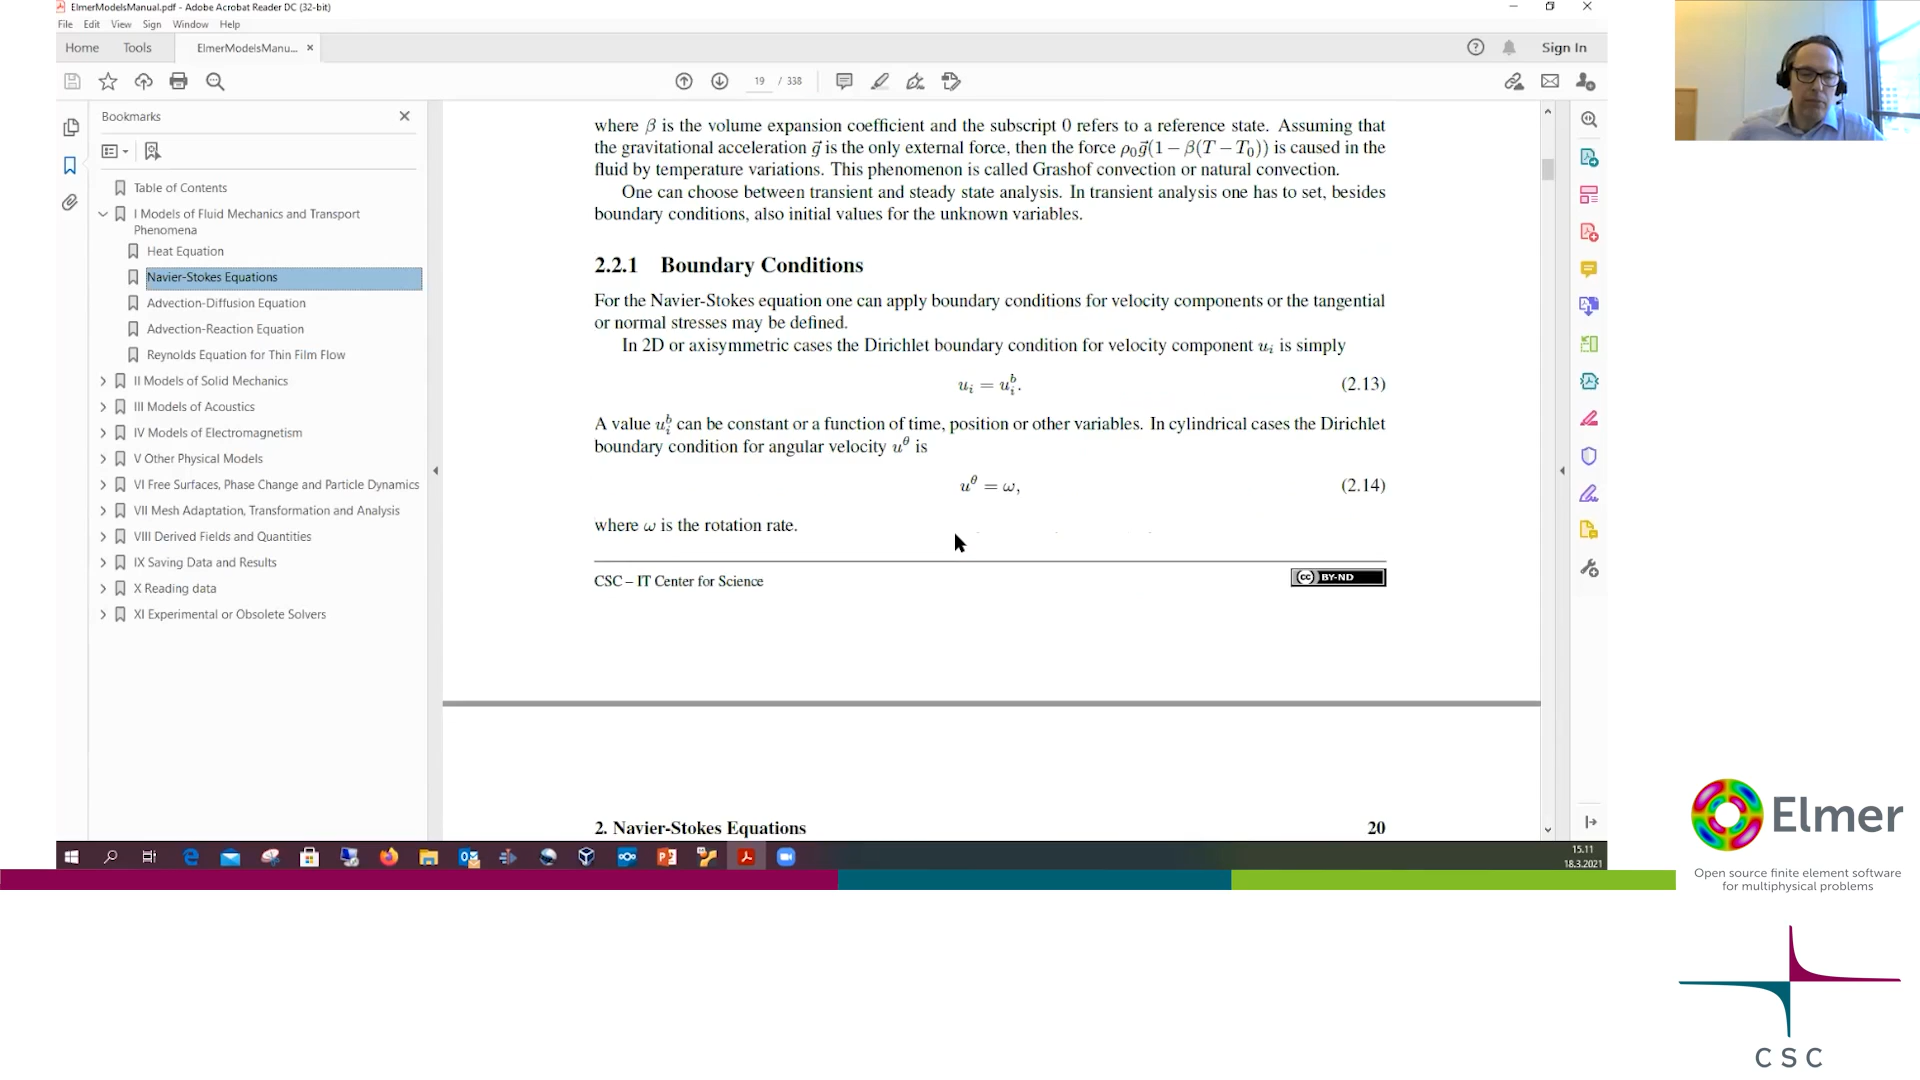 ElmerModelsManual.pdf - Adobe Acrobat Reader DC (32-bit)
File Edit View Sign Window Help
Home Tools ElmerModelsManu... × Sign In
19 / 338
Bookmarks
Table of Contents
I Models of Fluid Mechanics and Transport
Phenomena
Heat Equation
Navier-Stokes Equations
Advection-Diffusion Equation
Advection-Reaction Equation
Reynolds Equation for Thin Film Flow
II Models of Solid Mechanics
III Models of Acoustics
IV Models of Electromagnetism
V Other Physical Models
VI Free Surfaces, Phase Change and Particle Dynamics
VII Mesh Adaptation, Transformation and Analysis
VIII Derived Fields and Quantities
IX Saving Data and Results
X Reading data
XI Experimental or Obsolete Solvers
where β is the volume expansion coefficient and the subscript 0 refers to a reference state. Assuming that
the gravitational acceleration g⃗ is the only external force, then the force ρ₀g⃗(1 − β(T − T₀)) is caused in the
fluid by temperature variations. This phenomenon is called Grashof convection or natural convection.
One can choose between transient and steady state analysis. In transient analysis one has to set, besides
boundary conditions, also initial values for the unknown variables.
2.2.1 Boundary Conditions
For the Navier-Stokes equation one can apply boundary conditions for velocity components or the tangential
or normal stresses may be defined.
In 2D or axisymmetric cases the Dirichlet boundary condition for velocity component uᵢ is simply
uᵢ = uᵢᵇ. (2.13)
A value uᵢᵇ can be constant or a function of time, position or other variables. In cylindrical cases the Dirichlet
boundary condition for angular velocity u^θ is
u^θ = ω, (2.14)
where ω is the rotation rate.
CSC – IT Center for Science
cc BY-ND
2. Navier-Stokes Equations 20
15.11
18.3.2021
Elmer
Open source finite element software
for multiphysical problems
CSC